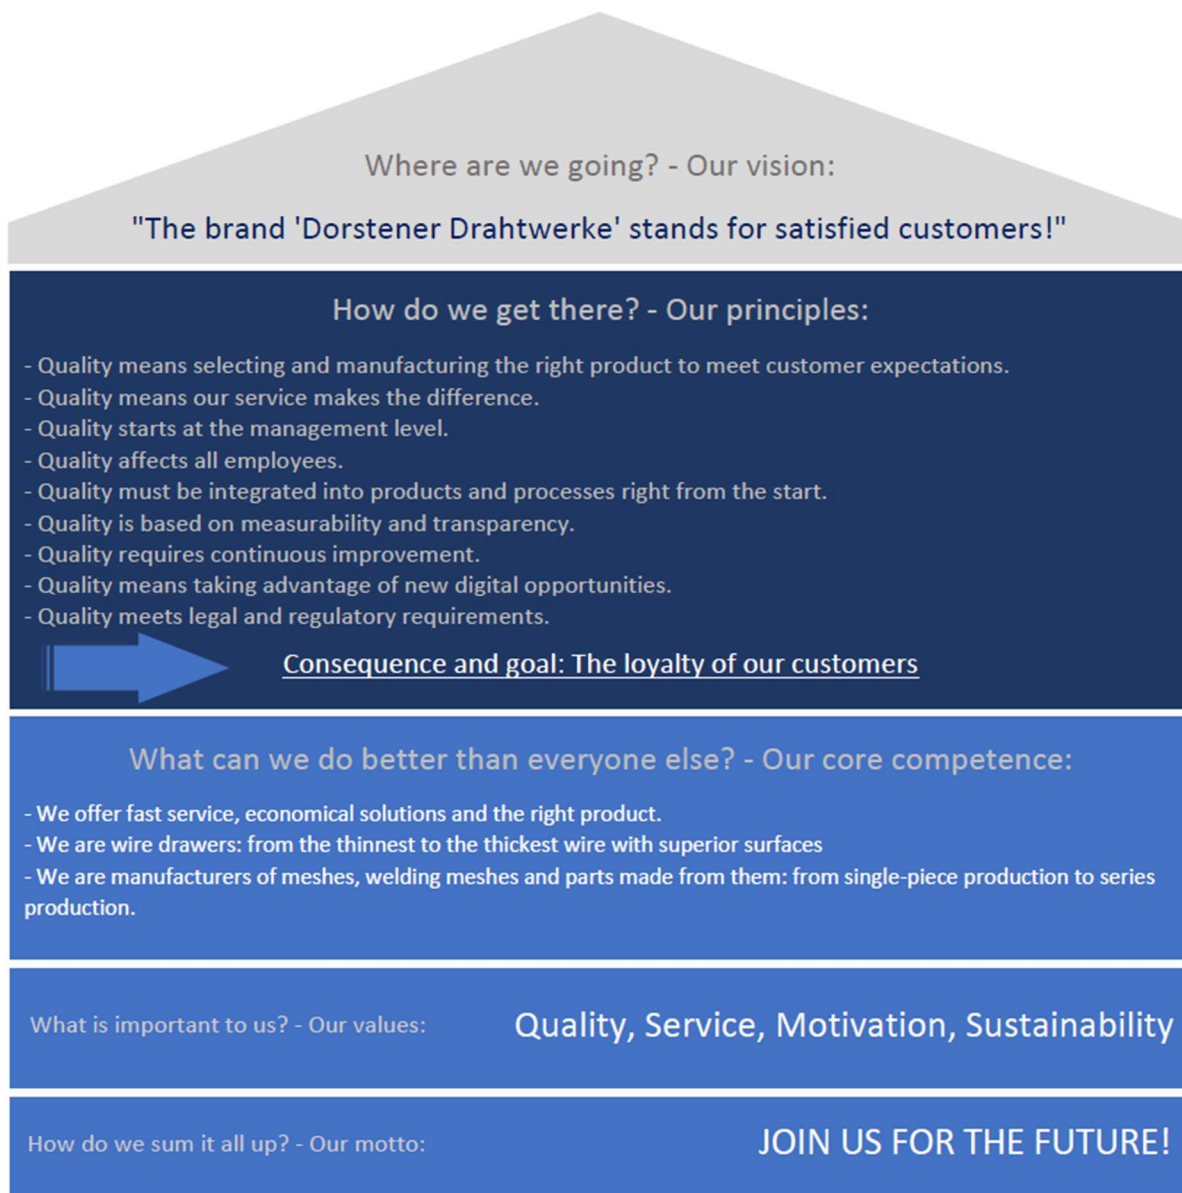 Where are we going? - Our vision:
"The brand 'Dorstener Drahtwerke' stands for satisfied customers!"
How do we get there? - Our principles:
- Quality means selecting and manufacturing the right product to meet customer expectations.
- Quality means our service makes the difference.
- Quality starts at the management level.
- Quality affects all employees.
- Quality must be integrated into products and processes right from the start.
- Quality is based on measurability and transparency.
- Quality requires continuous improvement.
- Quality means taking advantage of new digital opportunities.
- Quality meets legal and regulatory requirements.
Consequence and goal: The loyalty of our customers
What can we do better than everyone else? - Our core competence:
- We offer fast service, economical solutions and the right product.
- We are wire drawers: from the thinnest to the thickest wire with superior surfaces
- We are manufacturers of meshes, welding meshes and parts made from them: from single-piece production to series
production.
What is important to us? - Our values:
Quality, Service, Motivation, Sustainability
How do we sum it all up? - Our motto:
JOIN US FOR THE FUTURE!